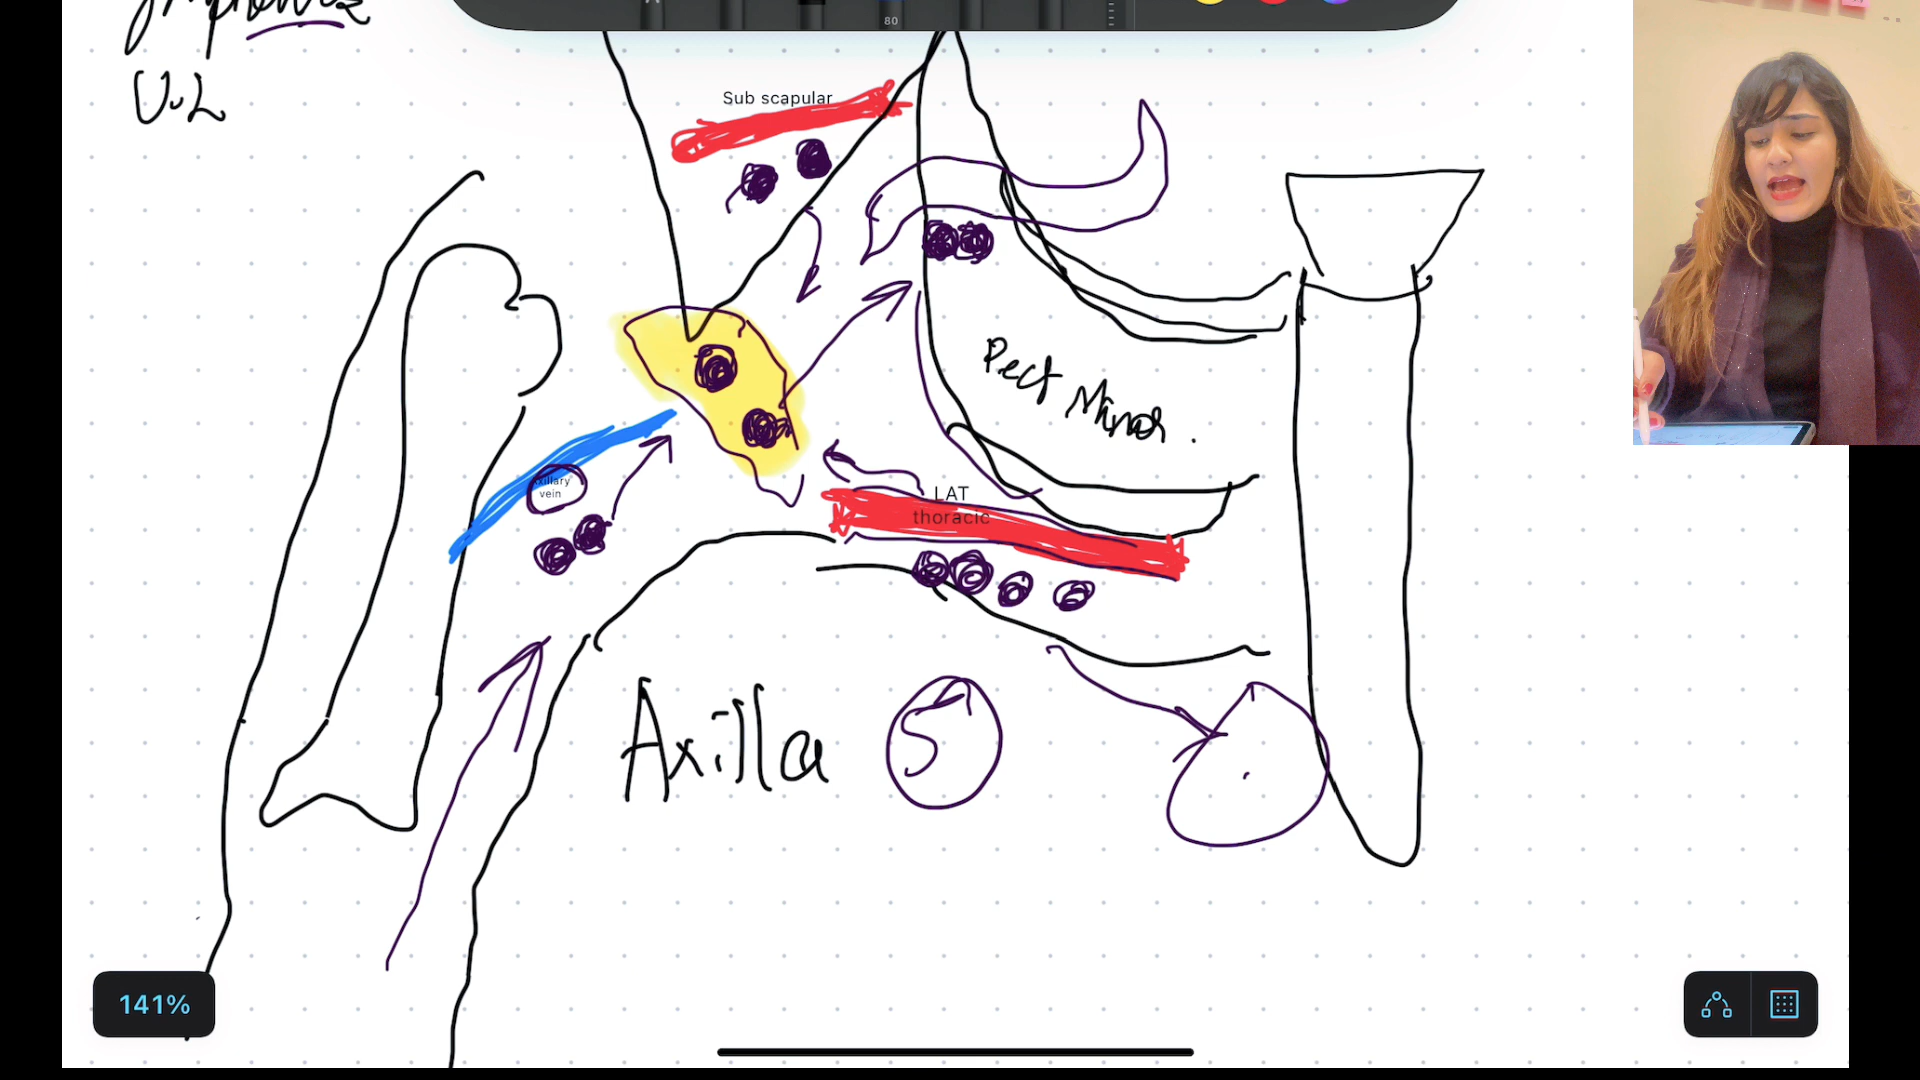 U.L
80
Sub scapular
Pect Minor.
axillary
vein
LAT
thoracic
Axilla 5
141%